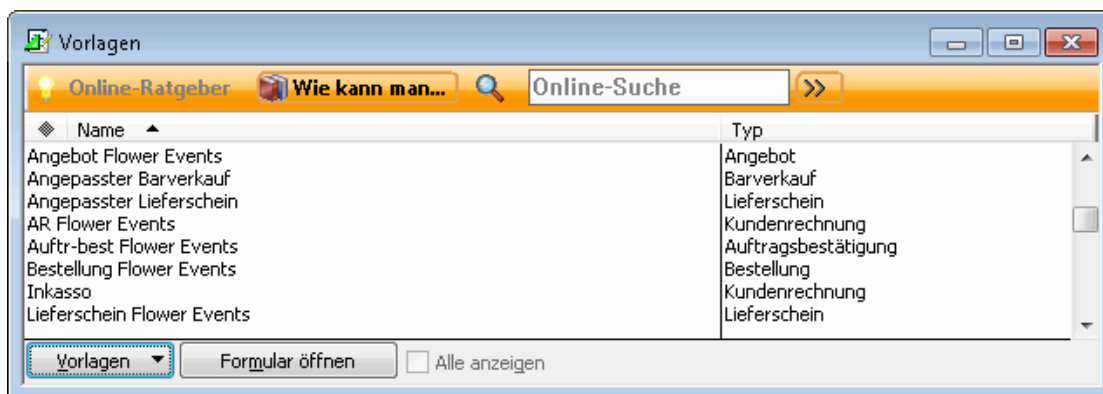 Vorlagen
Online-Ratgeber Wie kann man... Online-Suche
Name Typ
Angebot Flower Events Angebot
Angepasster Barverkauf Barverkauf
Angepasster Lieferschein Lieferschein
AR Flower Events Kundenrechnung
Auftr-best Flower Events Auftragsbestätigung
Bestellung Flower Events Bestellung
Inkasso Kundenrechnung
Lieferschein Flower Events Lieferschein
Vorlagen Formular öffnen Alle anzeigen